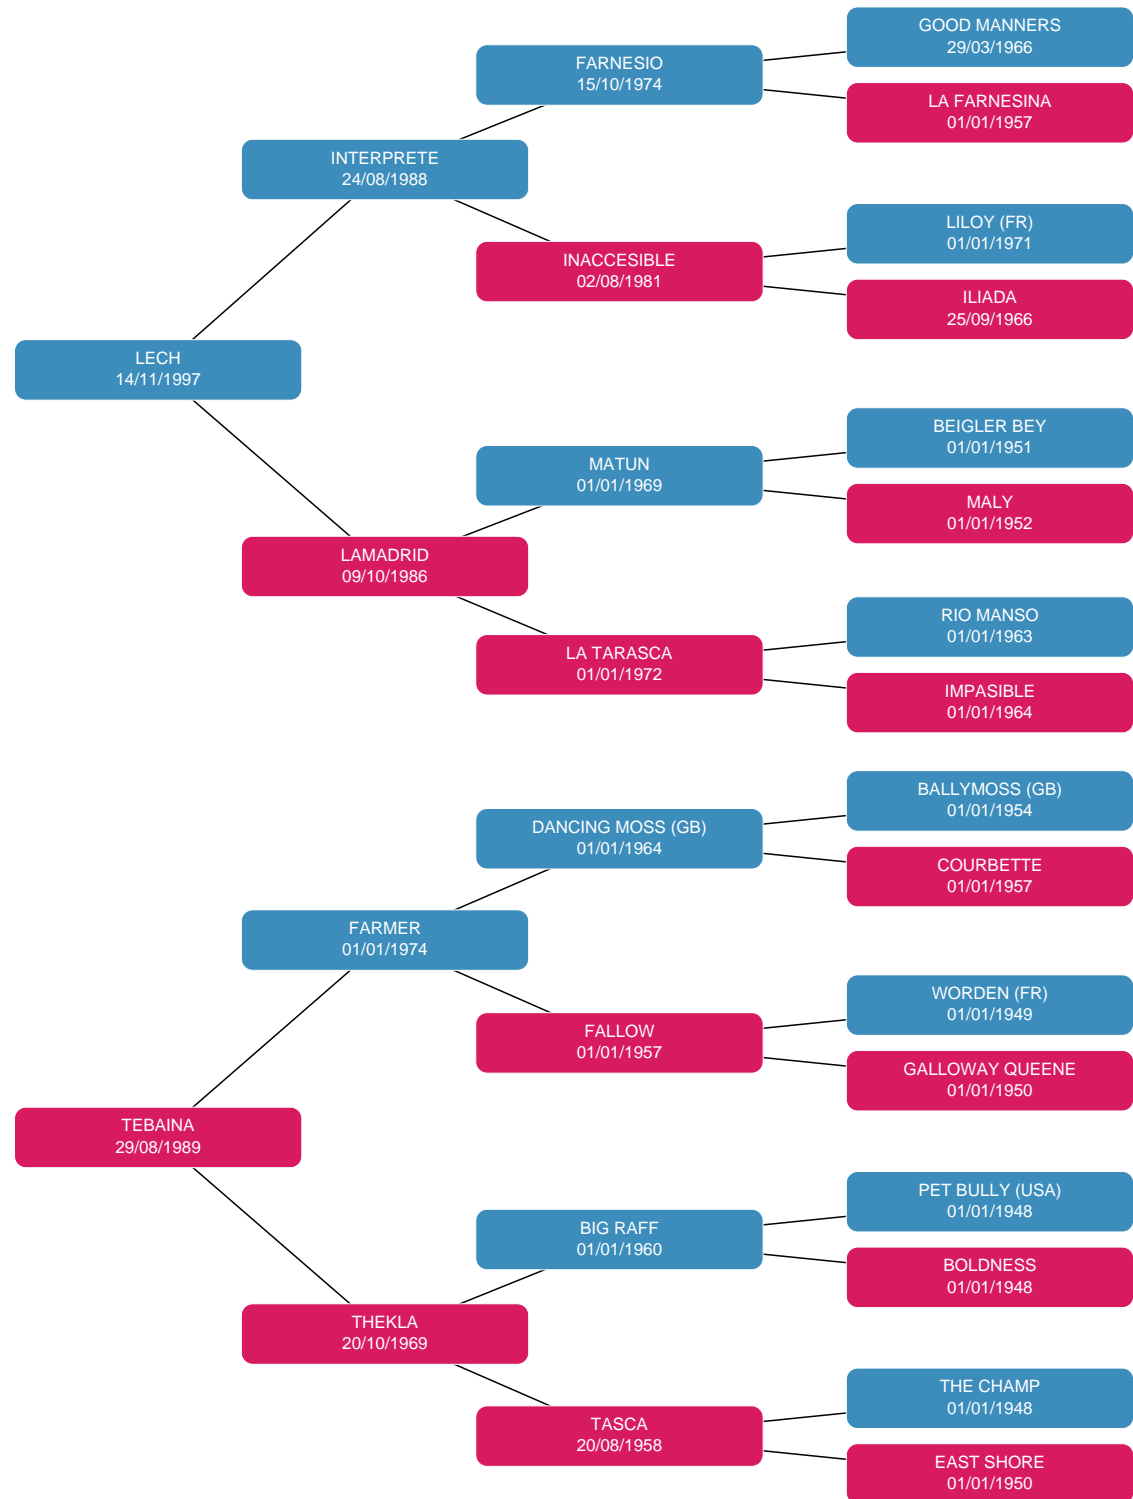 GOOD MANNERS
29/03/1966
FARNESIO
15/10/1974
LA FARNESINA
01/01/1957
INTERPRETE
24/08/1988
LILOY (FR)
01/01/1971
INACCESIBLE
02/08/1981
ILIADA
25/09/1966
LECH
14/11/1997
BEIGLER BEY
01/01/1951
MATUN
01/01/1969
MALY
01/01/1952
LAMADRID
09/10/1986
RIO MANSO
01/01/1963
LA TARASCA
01/01/1972
IMPASIBLE
01/01/1964
BALLYMOSS (GB)
01/01/1954
DANCING MOSS (GB)
01/01/1964
COURBETTE
01/01/1957
FARMER
01/01/1974
WORDEN (FR)
01/01/1949
FALLOW
01/01/1957
GALLOWAY QUEENE
01/01/1950
TEBAINA
29/08/1989
PET BULLY (USA)
01/01/1948
BIG RAFF
01/01/1960
BOLDNESS
01/01/1948
THEKLA
20/10/1969
THE CHAMP
01/01/1948
TASCA
20/08/1958
EAST SHORE
01/01/1950